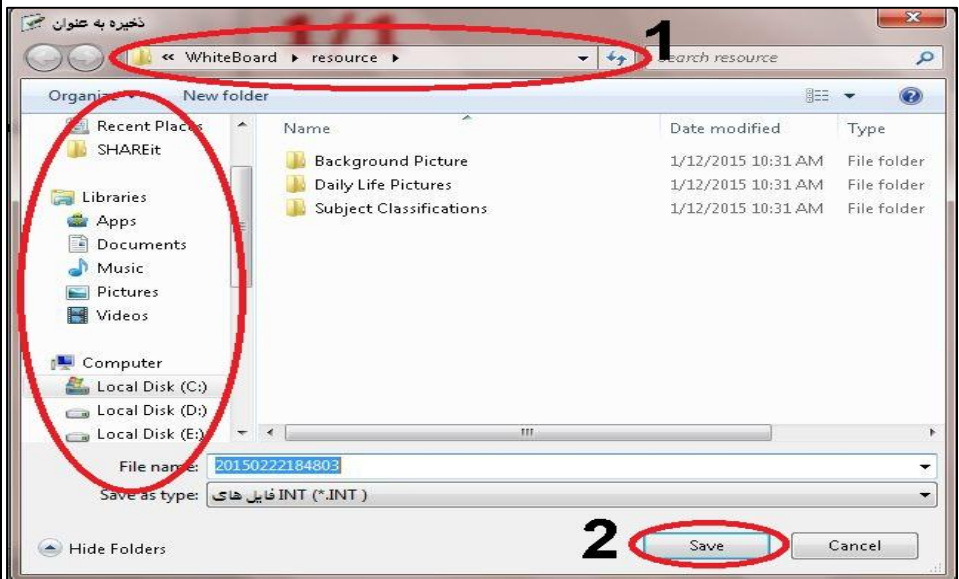 ذخیره به عنوان
1/1
1
« WhiteBoard ▸ resource ▸
Search resource
Organize
New folder
Recent Places
SHAREit
Libraries
Apps
Documents
Music
Pictures
Videos
Computer
Local Disk (C:)
Local Disk (D:)
Local Disk (E:)
Name Date modified Type
Background Picture 1/12/2015 10:31 AM File folder
Daily Life Pictures 1/12/2015 10:31 AM File folder
Subject Classifications 1/12/2015 10:31 AM File folder
File name: 20150222184803
Save as type: فایل های INT (*.INT )
Hide Folders
2
Save
Cancel